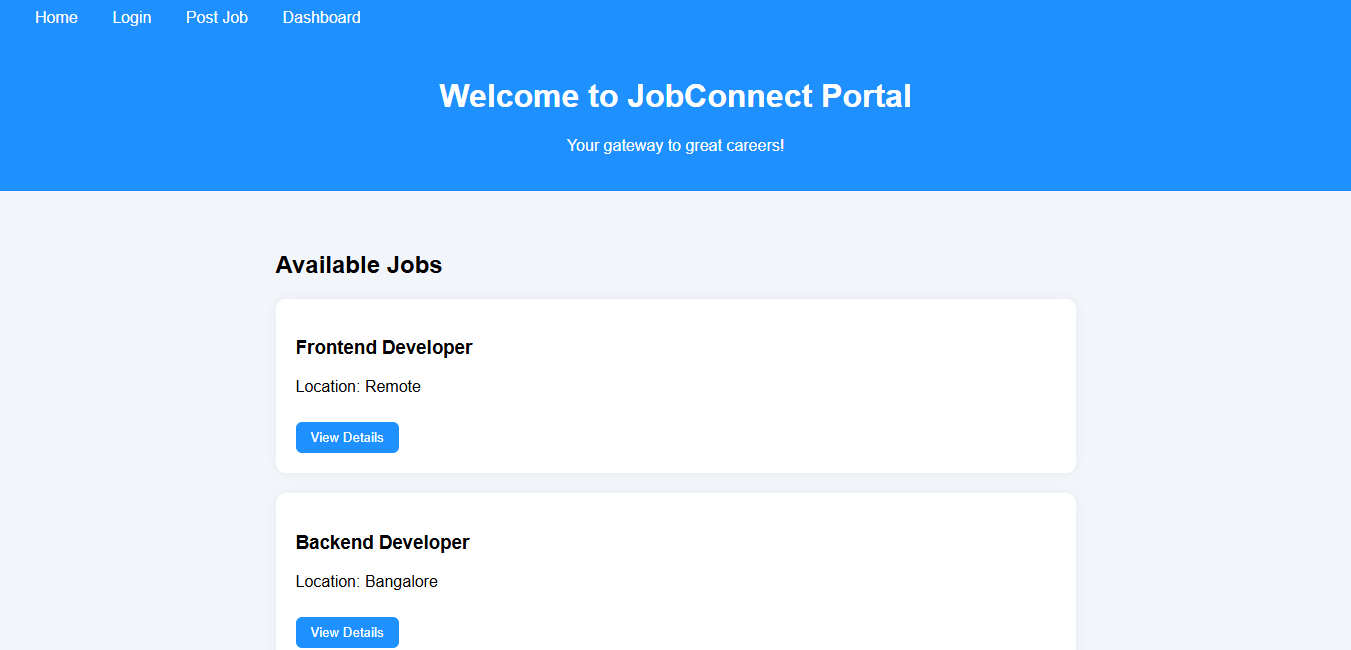 Home Login Post Job Dashboard
Welcome to JobConnect Portal
Your gateway to great careers!
Available Jobs
Frontend Developer
Location: Remote
View Details
Backend Developer
Location: Bangalore
View Details